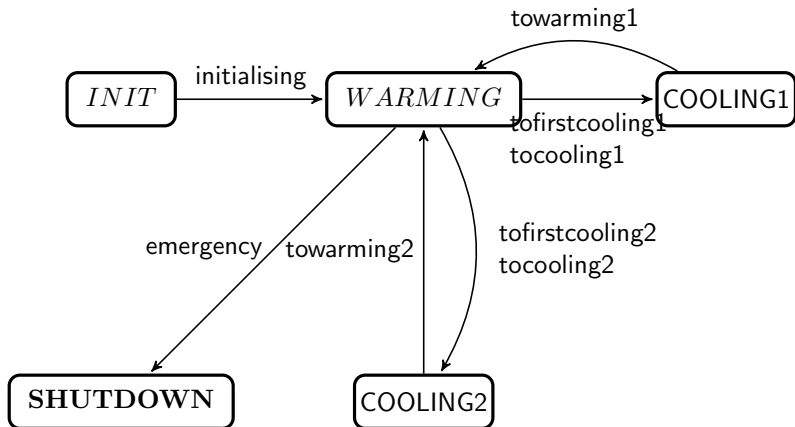 towarming1
initialising
INIT
WARMING
COOLING1
tofirstcooling1
tocooling1
emergency
towarming2
tofirstcooling2
tocooling2
SHUTDOWN
COOLING2